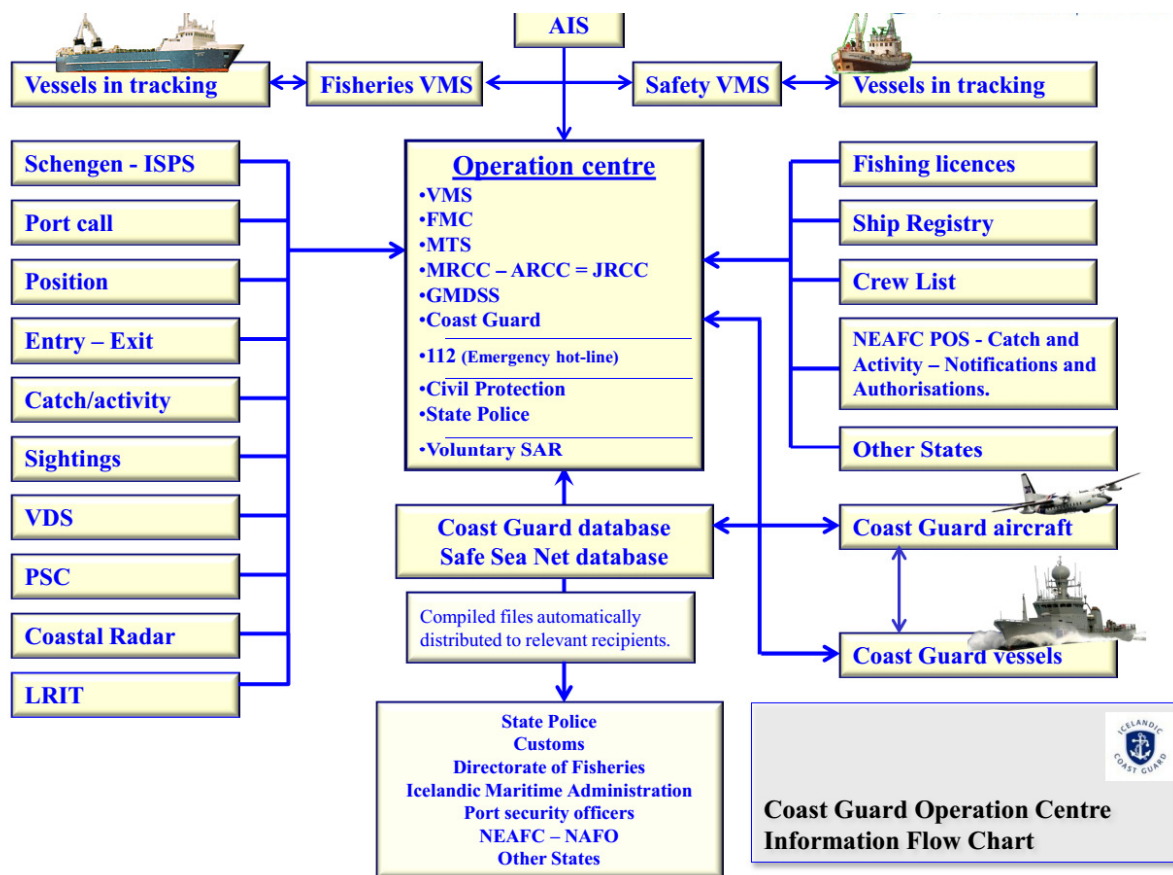 AIS
Vessels in tracking
Fisheries VMS
Safety VMS
Vessels in tracking
Schengen - ISPS
Port call
Position
Entry – Exit
Catch/activity
Sightings
VDS
PSC
Coastal Radar
LRIT
Operation centre
•VMS
•FMC
•MTS
•MRCC – ARCC = JRCC
•GMDSS
•Coast Guard
•112 (Emergency hot-line)
•Civil Protection
•State Police
•Voluntary SAR
Fishing licences
Ship Registry
Crew List
NEAFC POS - Catch and
Activity – Notifications and
Authorisations.
Other States
Coast Guard database
Safe Sea Net database
Coast Guard aircraft
Coast Guard vessels
Compiled files automatically
distributed to relevant recipients.
State Police
Customs
Directorate of Fisheries
Icelandic Maritime Administration
Port security officers
NEAFC – NAFO
Other States
ICELANDIC
COAST GUARD
Coast Guard Operation Centre
Information Flow Chart